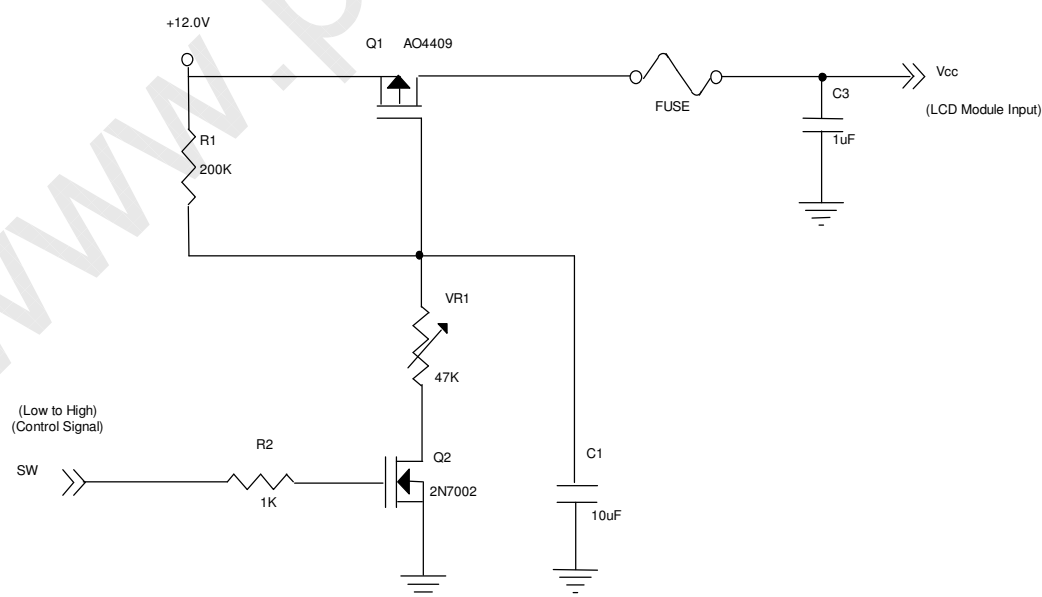 +12.0V
Q1 AO4409
Vcc
FUSE
C3
(LCD Module Input)
R1
1uF
200K
VR1
47K
(Low to High)
(Control Signal)
R2
Q2
C1
SW
2N7002
1K
10uF
www.p